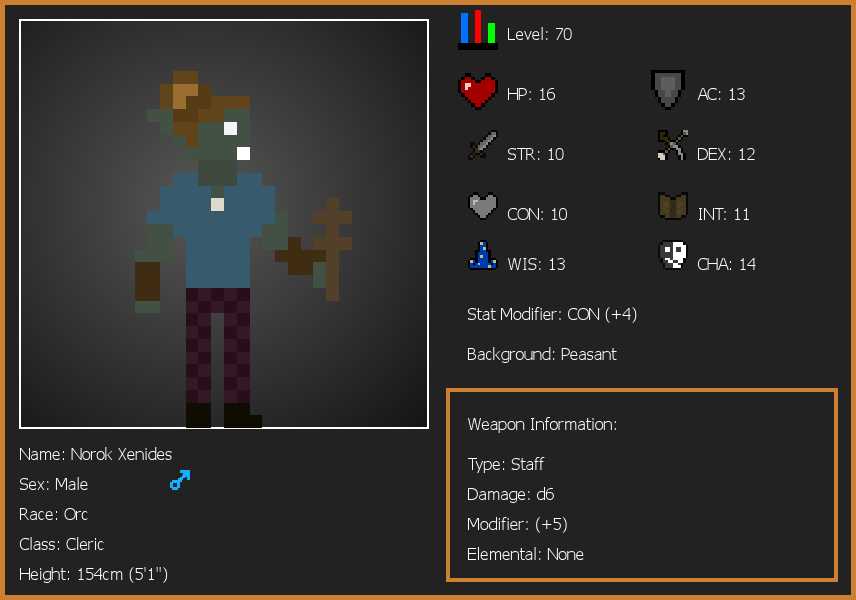 Level: 70
HP: 16
AC: 13
STR: 10
DEX: 12
CON: 10
INT: 11
WIS: 13
CHA: 14
Stat Modifier: CON (+4)
Background: Peasant
Weapon Information:
Type: Staff
Damage: d6
Modifier: (+5)
Elemental: None
Name: Norok Xenides
Sex: Male
Race: Orc
Class: Cleric
Height: 154cm (5'1")